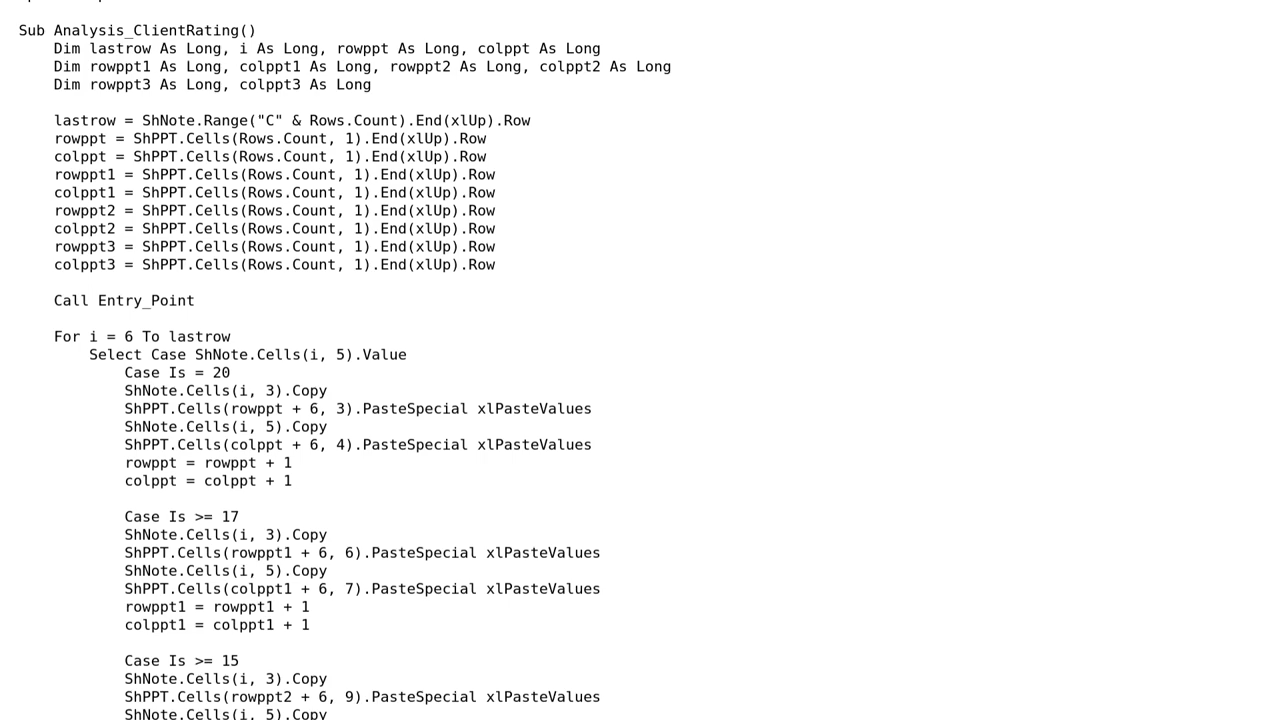 Sub Analysis_ClientRating()
    Dim lastrow As Long, i As Long, rowppt As Long, colppt As Long
    Dim rowppt1 As Long, colppt1 As Long, rowppt2 As Long, colppt2 As Long
    Dim rowppt3 As Long, colppt3 As Long

    lastrow = ShNote.Range("C" & Rows.Count).End(xlUp).Row
    rowppt = ShPPT.Cells(Rows.Count, 1).End(xlUp).Row
    colppt = ShPPT.Cells(Rows.Count, 1).End(xlUp).Row
    rowppt1 = ShPPT.Cells(Rows.Count, 1).End(xlUp).Row
    colppt1 = ShPPT.Cells(Rows.Count, 1).End(xlUp).Row
    rowppt2 = ShPPT.Cells(Rows.Count, 1).End(xlUp).Row
    colppt2 = ShPPT.Cells(Rows.Count, 1).End(xlUp).Row
    rowppt3 = ShPPT.Cells(Rows.Count, 1).End(xlUp).Row
    colppt3 = ShPPT.Cells(Rows.Count, 1).End(xlUp).Row

    Call Entry_Point

    For i = 6 To lastrow
        Select Case ShNote.Cells(i, 5).Value
            Case Is = 20
            ShNote.Cells(i, 3).Copy
            ShPPT.Cells(rowppt + 6, 3).PasteSpecial xlPasteValues
            ShNote.Cells(i, 5).Copy
            ShPPT.Cells(colppt + 6, 4).PasteSpecial xlPasteValues
            rowppt = rowppt + 1
            colppt = colppt + 1

            Case Is >= 17
            ShNote.Cells(i, 3).Copy
            ShPPT.Cells(rowppt1 + 6, 6).PasteSpecial xlPasteValues
            ShNote.Cells(i, 5).Copy
            ShPPT.Cells(colppt1 + 6, 7).PasteSpecial xlPasteValues
            rowppt1 = rowppt1 + 1
            colppt1 = colppt1 + 1

            Case Is >= 15
            ShNote.Cells(i, 3).Copy
            ShPPT.Cells(rowppt2 + 6, 9).PasteSpecial xlPasteValues
            ShNote.Cells(i, 5).Copy